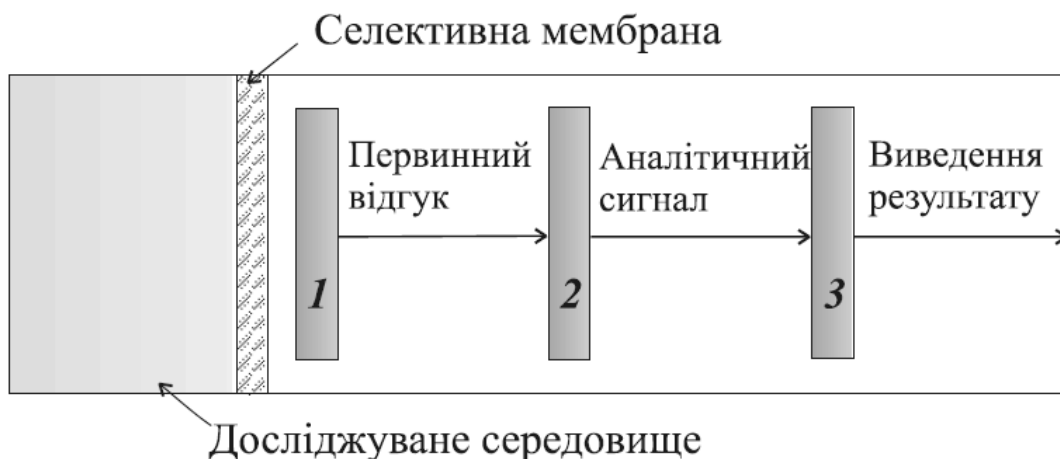 Селективна мембрана
Первинний
відгук
Аналітичний
сигнал
Виведення
результату
1
2
3
Досліджуване середовище